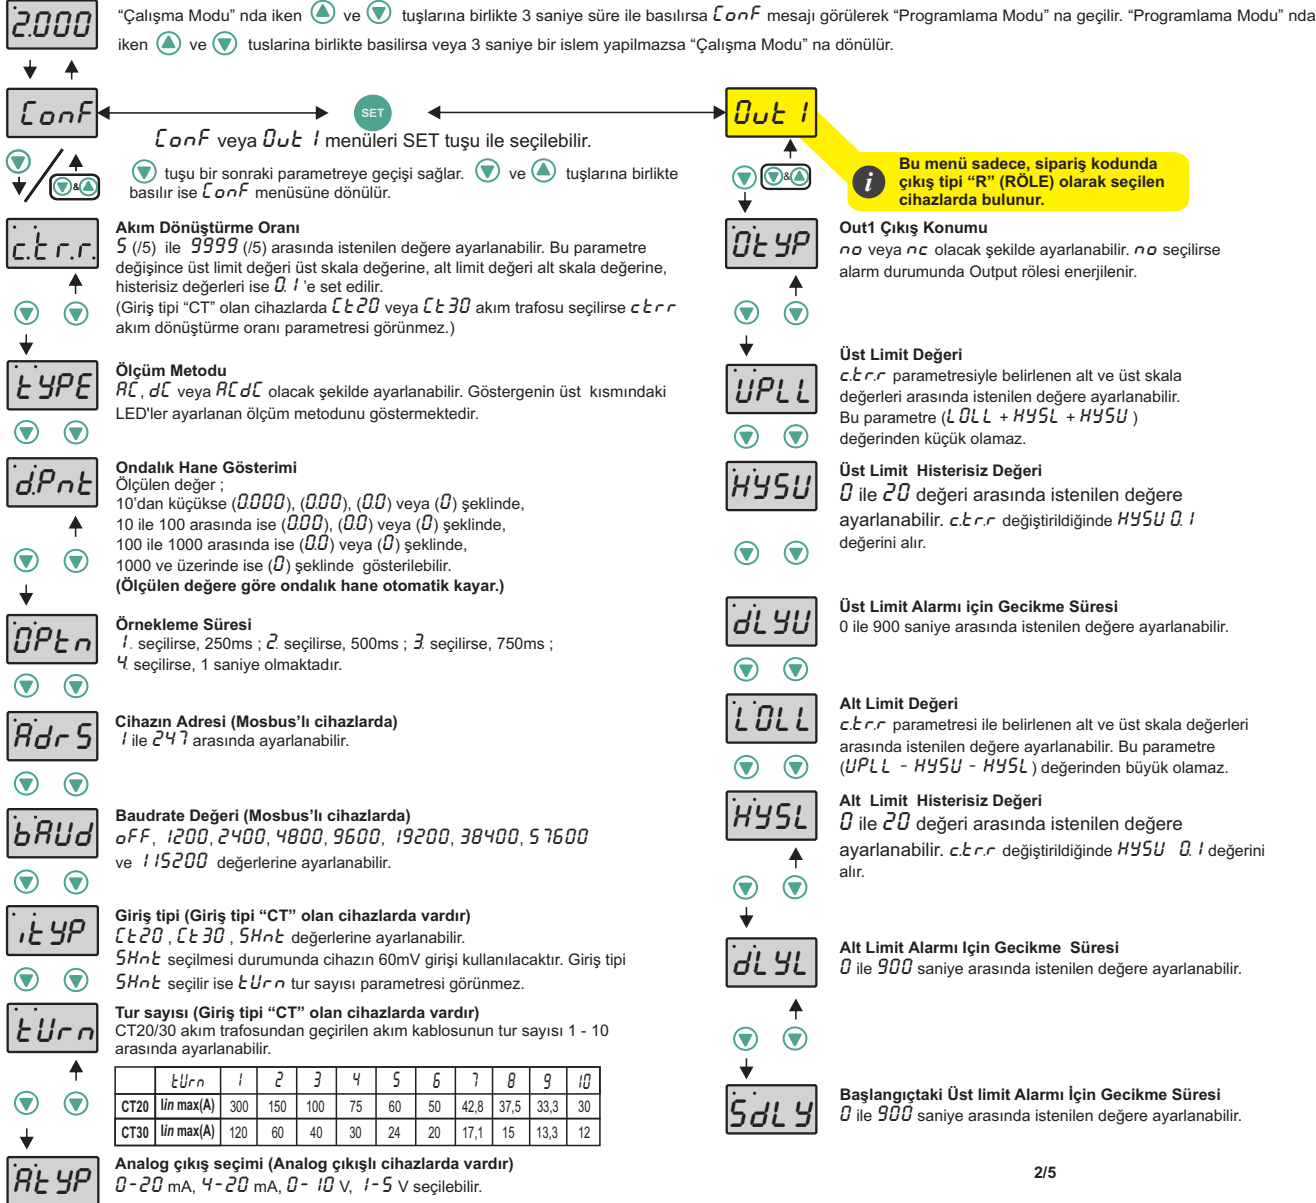 2.000
“Çalışma Modu” nda iken ve tuşlarına birlikte 3 saniye süre ile basılırsa ConF mesajı görülerek “Programlama Modu” na geçilir. “Programlama Modu” nda
iken ve tuslarina birlikte basilirsa veya 3 saniye bir islem yapilmazsa “Çalışma Modu” na dönülür.
ConF
SET
ConF veya Out 1 menüleri SET tuşu ile seçilebilir.
/ &
tuşu bir sonraki parametreye geçişi sağlar. ve tuşlarına birlikte
basılır ise ConF menüsüne dönülür.
c.t r.r.
Akım Dönüştürme Oranı
5 (/5) ile 9999 (/5) arasında istenilen değere ayarlanabilir. Bu parametre
değişince üst limit değeri üst skala değerine, alt limit değeri alt skala değerine,
histerisiz değerleri ise 0.1 ’e set edilir.
(Giriş tipi “CT” olan cihazlarda Ct20 veya Ct30 akım trafosu seçilirse ctrr
akım dönüştürme oranı parametresi görünmez.)
tYPE
Ölçüm Metodu
AC , dC veya ACdC olacak şekilde ayarlanabilir. Göstergenin üst kısmındaki
LED'ler ayarlanan ölçüm metodunu göstermektedir.
d.Pnt
Ondalık Hane Gösterimi
Ölçülen değer ;
10’dan küçükse (0.000), (0.00), (0.0) veya (0) şeklinde,
10 ile 100 arasında ise (0.00), (0.0) veya (0) şeklinde,
100 ile 1000 arasında ise (0.0) veya (0) şeklinde,
1000 ve üzerinde ise (0) şeklinde gösterilebilir.
(Ölçülen değere göre ondalık hane otomatik kayar.)
OPtn
Örnekleme Süresi
1. seçilirse, 250ms ; 2. seçilirse, 500ms ; 3. seçilirse, 750ms ;
4. seçilirse, 1 saniye olmaktadır.
AdrS
Cihazın Adresi (Mosbus’lı cihazlarda)
1 ile 247 arasında ayarlanabilir.
bAUd
Baudrate Değeri (Mosbus’lı cihazlarda)
oFF, 1200, 2400, 4800, 9600, 19200, 38400, 57600
ve 115200 değerlerine ayarlanabilir.
itYP
Giriş tipi (Giriş tipi “CT” olan cihazlarda vardır)
Ct20 , Ct30 , SHnt değerlerine ayarlanabilir.
SHnt seçilmesi durumunda cihazın 60mV girişi kullanılacaktır. Giriş tipi
SHnt seçilir ise tUrn tur sayısı parametresi görünmez.
tUrn
Tur sayısı (Giriş tipi “CT” olan cihazlarda vardır)
CT20/30 akım trafosundan geçirilen akım kablosunun tur sayısı 1 - 10
arasında ayarlanabilir.
tUrn 1 2 3 4 5 6 7 8 9 10
CT20 Iin max(A) 300 150 100 75 60 50 42,8 37,5 33,3 30
CT30 Iin max(A) 120 60 40 30 24 20 17,1 15 13,3 12
AtYP
Analog çıkış seçimi (Analog çıkışlı cihazlarda vardır)
0-20 mA, 4-20 mA, 0-10 V, 1-5 V seçilebilir.
Out 1
&
i
Bu menü sadece, sipariş kodunda
çıkış tipi “R” (RÖLE) olarak seçilen
cihazlarda bulunur.
OtYP
Out1 Çıkış Konumu
no veya nc olacak şekilde ayarlanabilir. no seçilirse
alarm durumunda Output rölesi enerjilenir.
UPLL
Üst Limit Değeri
c.t r.r parametresiyle belirlenen alt ve üst skala
değerleri arasında istenilen değere ayarlanabilir.
Bu parametre (LOLL + HYSL + HYSU )
değerinden küçük olamaz.
HYSU
Üst Limit Histerisiz Değeri
0 ile 20 değeri arasında istenilen değere
ayarlanabilir. c.t r.r değiştirildiğinde HYSU 0.1
değerini alır.
dLYU
Üst Limit Alarmı için Gecikme Süresi
0 ile 900 saniye arasında istenilen değere ayarlanabilir.
LOLL
Alt Limit Değeri
c.t r.r parametresi ile belirlenen alt ve üst skala değerleri
arasında istenilen değere ayarlanabilir. Bu parametre
(UPLL - HYSU - HYSL ) değerinden büyük olamaz.
HYSL
Alt Limit Histerisiz Değeri
0 ile 20 değeri arasında istenilen değere
ayarlanabilir. c.t r.r değiştirildiğinde HYSU 0.1 değerini
alır.
dLYL
Alt Limit Alarmı Için Gecikme Süresi
0 ile 900 saniye arasında istenilen değere ayarlanabilir.
SdLY
Başlangıçtaki Üst limit Alarmı İçin Gecikme Süresi
0 ile 900 saniye arasında istenilen değere ayarlanabilir.
2/5